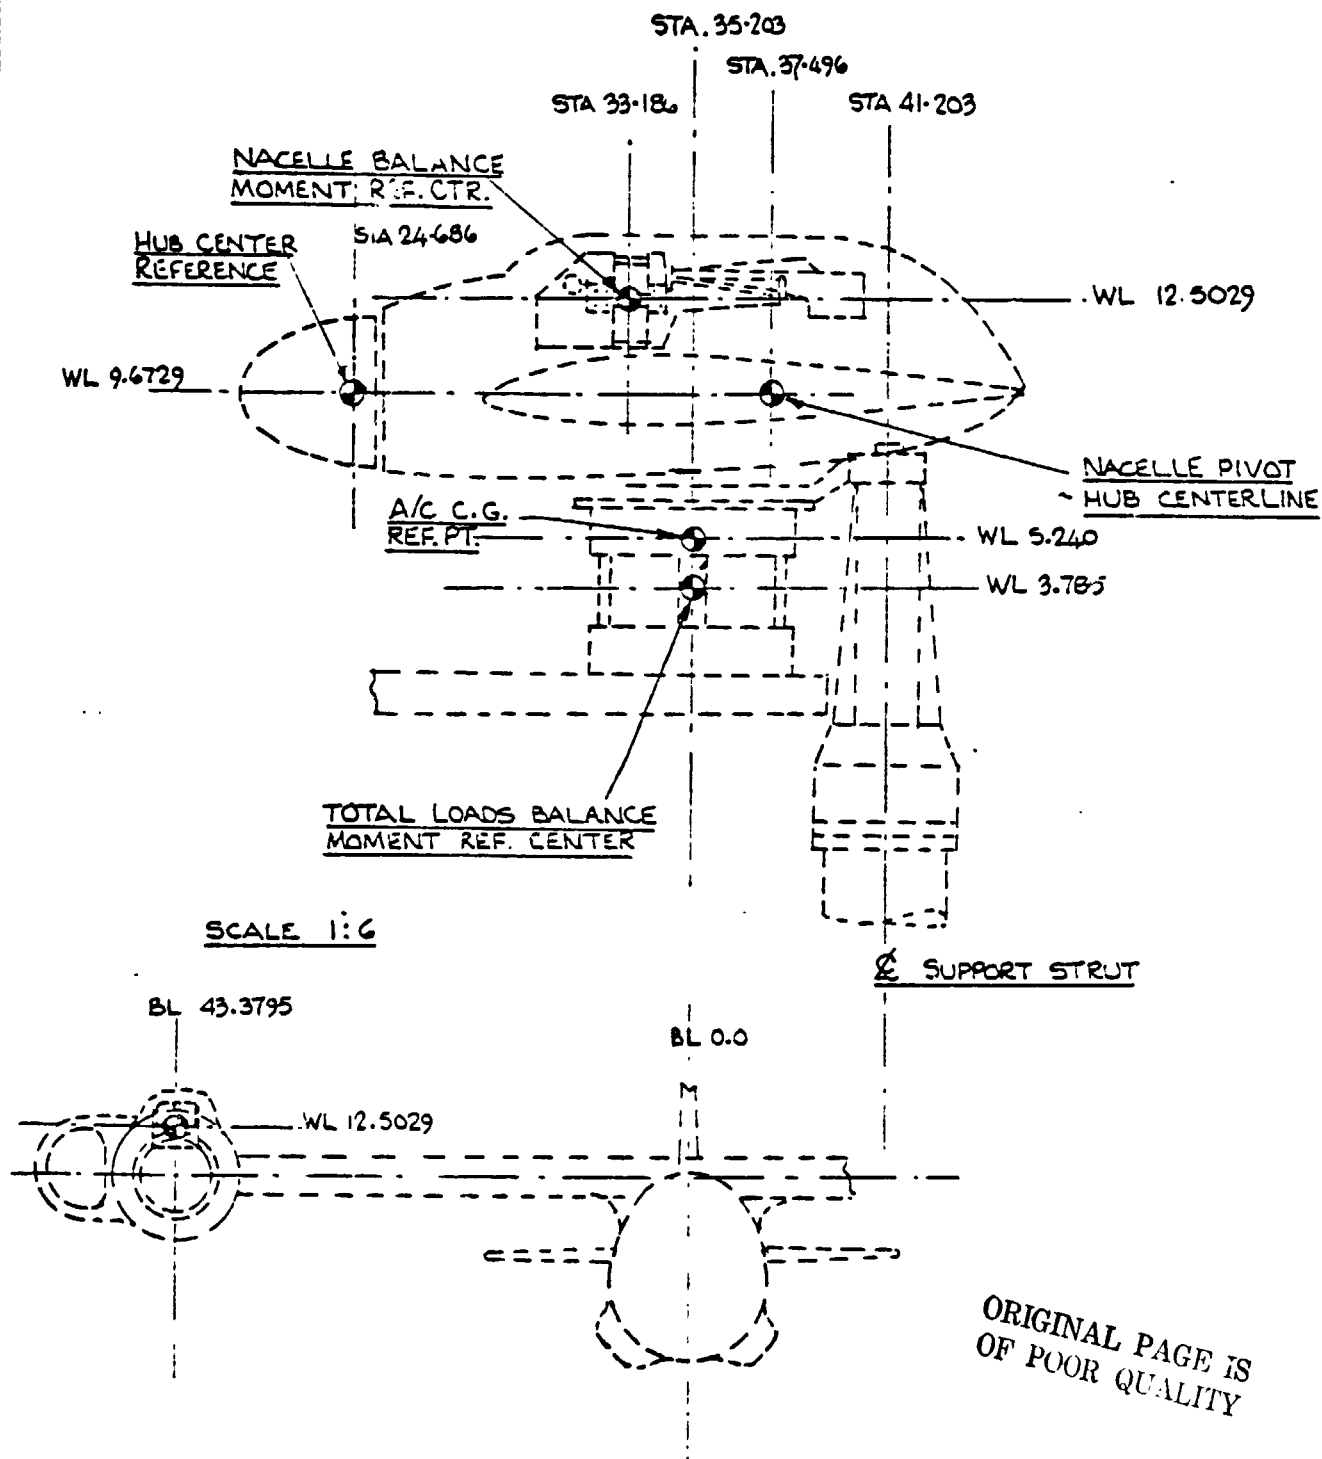 STA. 35.203
STA. 37.496
STA 33.186
STA 41.203
NACELLE BALANCE
MOMENT REF. CTR.
HUB CENTER
REFERENCE
STA 24.686
WL 12.5029
WL 9.6729
NACELLE PIVOT
~ HUB CENTERLINE
A/C C.G.
REF. PT.
WL 5.240
WL 3.785
TOTAL LOADS BALANCE
MOMENT REF. CENTER
SCALE 1:6
℄ SUPPORT STRUT
BL 43.3795
BL 0.0
WL 12.5029
ORIGINAL PAGE IS
OF POOR QUALITY